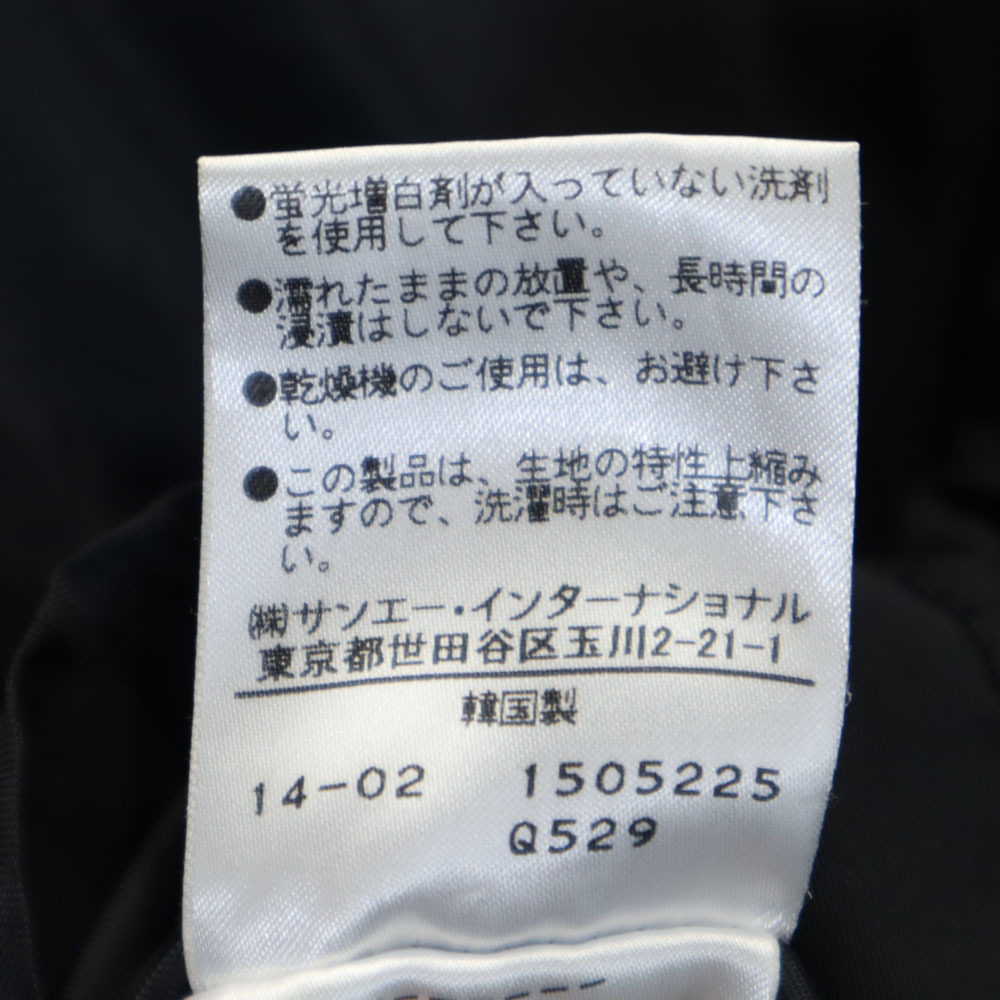 ●蛍光増白剤が入っていない洗剤
を使用して下さい。
●濡れたままの放置や、長時間の
浸漬はしないで下さい。
●乾燥機のご使用は、お避け下さ
い。
●この製品は、生地の特性上縮み
ますので、洗濯時はご注意下さ
い。
㈱サンエー・インターナショナル
東京都世田谷区玉川2-21-1
韓国製
14-02 1505225
Q529